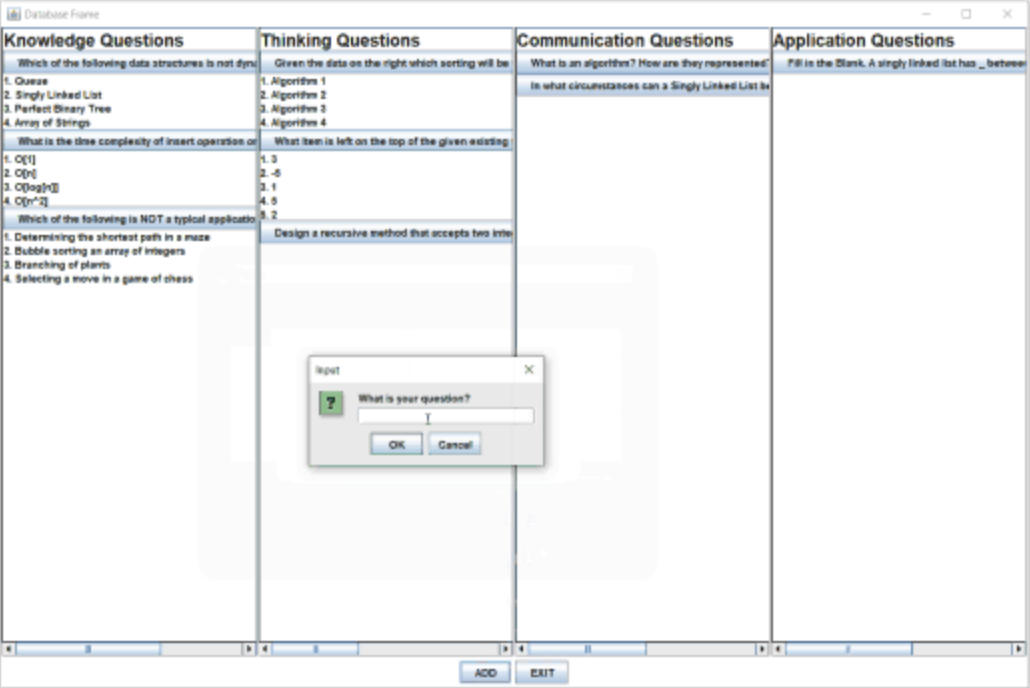 Database Frame
Knowledge Questions
Which of the following data structures is not dyna
1. Queue
2. Singly Linked List
3. Perfect Binary Tree
4. Array of Strings
What is the time complexity of insert operation or
1. O[1]
2. O[n]
3. O[log[n]]
4. O[n^2]
Which of the following is NOT a typical applicatio
1. Determining the shortest path in a maze
2. Bubble sorting an array of integers
3. Branching of plants
4. Selecting a move in a game of chess
Thinking Questions
Given the data on the right which sorting will be
1. Algorithm 1
2. Algorithm 2
3. Algorithm 3
4. Algorithm 4
What item is left on the top of the given existing
1. 3
2. -5
3. 1
4. 5
5. 2
Design a recursive method that accepts two inte
Communication Questions
What is an algorithm? How are they represented?
In what circumstances can a Singly Linked List be
Application Questions
Fill in the Blank. A singly linked list has _ between
Input
What is your question?
OK
Cancel
ADD
EXIT